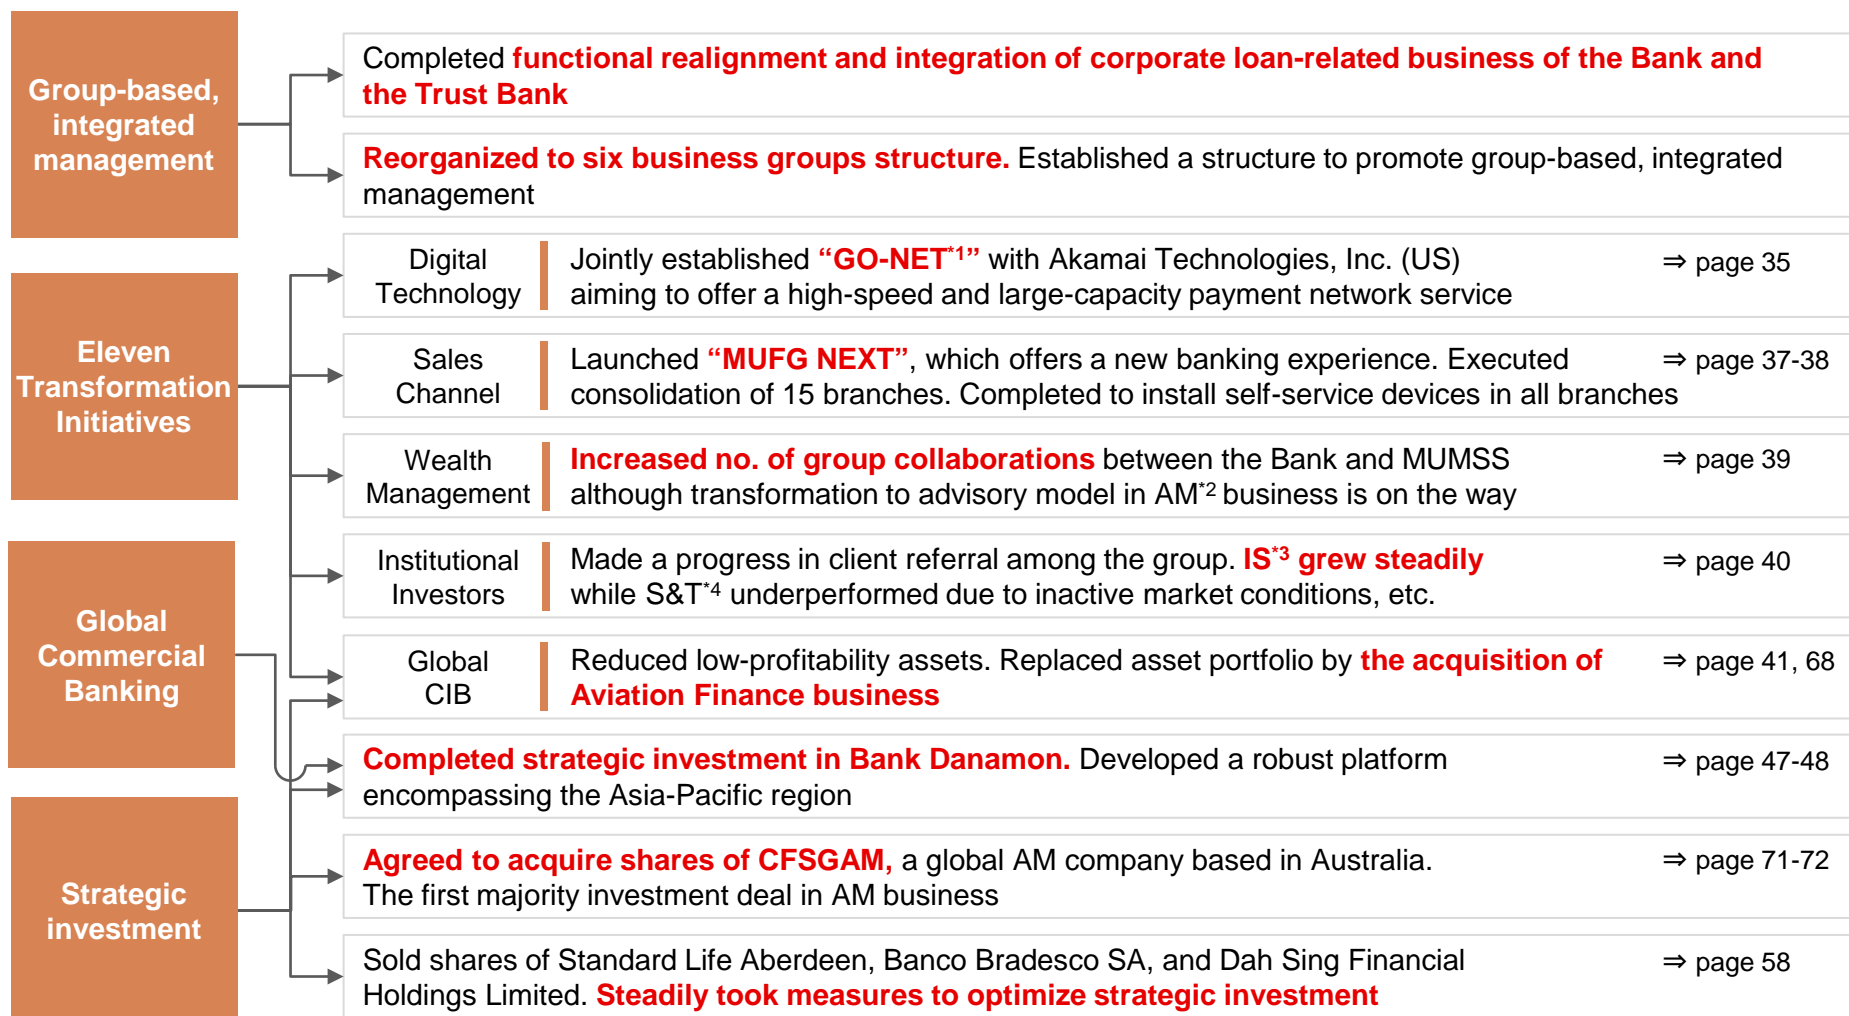 Group-based,
integrated
management
Completed functional realignment and integration of corporate loan-related business of the Bank and
the Trust Bank
Reorganized to six business groups structure. Established a structure to promote group-based, integrated
management
Eleven
Transformation
Initiatives
Digital
Technology
Jointly established “GO-NET*1” with Akamai Technologies, Inc. (US)
aiming to offer a high-speed and large-capacity payment network service
⇒ page 35
Sales
Channel
Launched “MUFG NEXT”, which offers a new banking experience. Executed
consolidation of 15 branches. Completed to install self-service devices in all branches
⇒ page 37-38
Wealth
Management
Increased no. of group collaborations between the Bank and MUMSS
although transformation to advisory model in AM*2 business is on the way
⇒ page 39
Institutional
Investors
Made a progress in client referral among the group. IS*3 grew steadily
while S&T*4 underperformed due to inactive market conditions, etc.
⇒ page 40
Global
CIB
Reduced low-profitability assets. Replaced asset portfolio by the acquisition of
Aviation Finance business
⇒ page 41, 68
Global
Commercial
Banking
Completed strategic investment in Bank Danamon. Developed a robust platform
encompassing the Asia-Pacific region
⇒ page 47-48
Strategic
investment
Agreed to acquire shares of CFSGAM, a global AM company based in Australia.
The first majority investment deal in AM business
⇒ page 71-72
Sold shares of Standard Life Aberdeen, Banco Bradesco SA, and Dah Sing Financial
Holdings Limited. Steadily took measures to optimize strategic investment
⇒ page 58